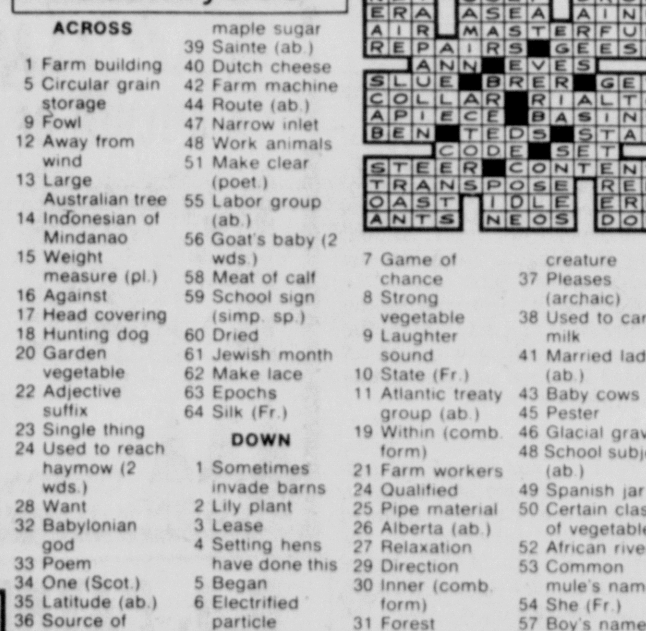 ACROSS
1 Farm building
5 Circular grain
storage
9 Fowl
12 Away from
wind
13 Large
Australian tree
14 Indonesian of
Mindanao
15 Weight
measure (pl.)
16 Against
17 Head covering
18 Hunting dog
20 Garden
vegetable
22 Adjective
suffix
23 Single thing
24 Used to reach
haymow (2
wds.)
28 Want
32 Babylonian
god
33 Poem
34 One (Scot.)
35 Latitude (ab.)
36 Source of
maple sugar
39 Sainte (ab.)
40 Dutch cheese
42 Farm machine
44 Route (ab.)
47 Narrow inlet
48 Work animals
51 Make clear
(poet.)
55 Labor group
(ab.)
56 Goat's baby (2
wds.)
58 Meat of calf
59 School sign
(simp. sp.)
60 Dried
61 Jewish month
62 Make lace
63 Epochs
64 Silk (Fr.)
DOWN
1 Sometimes
invade barns
2 Lily plant
3 Lease
4 Setting hens
have done this
5 Began
6 Electrified
particle
ERA ASEA AIN
AIR MASTERFU
REPAIRS GEES
ANN EVES
SLUE BRER GE
COLLAR RIALT
APIECE BASIN
BEN TEDS STA
CODE SET
STEER CONTEN
TRANSPOSE RE
OAST IDLE ER
ANTS NEOS DO
7 Game of
chance
8 Strong
vegetable
9 Laughter
sound
10 State (Fr.)
11 Atlantic treaty
group (ab.)
19 Within (comb.
form)
21 Farm workers
24 Qualified
25 Pipe material
26 Alberta (ab.)
27 Relaxation
29 Direction
30 Inner (comb.
form)
31 Forest
creature
37 Pleases
(archaic)
38 Used to car
milk
41 Married lad
(ab.)
43 Baby cows
45 Pester
46 Glacial grav
48 School subj
(ab.)
49 Spanish jar
50 Certain clas
of vegetable
52 African rive
53 Common
mule's nam
54 She (Fr.)
57 Boy's name